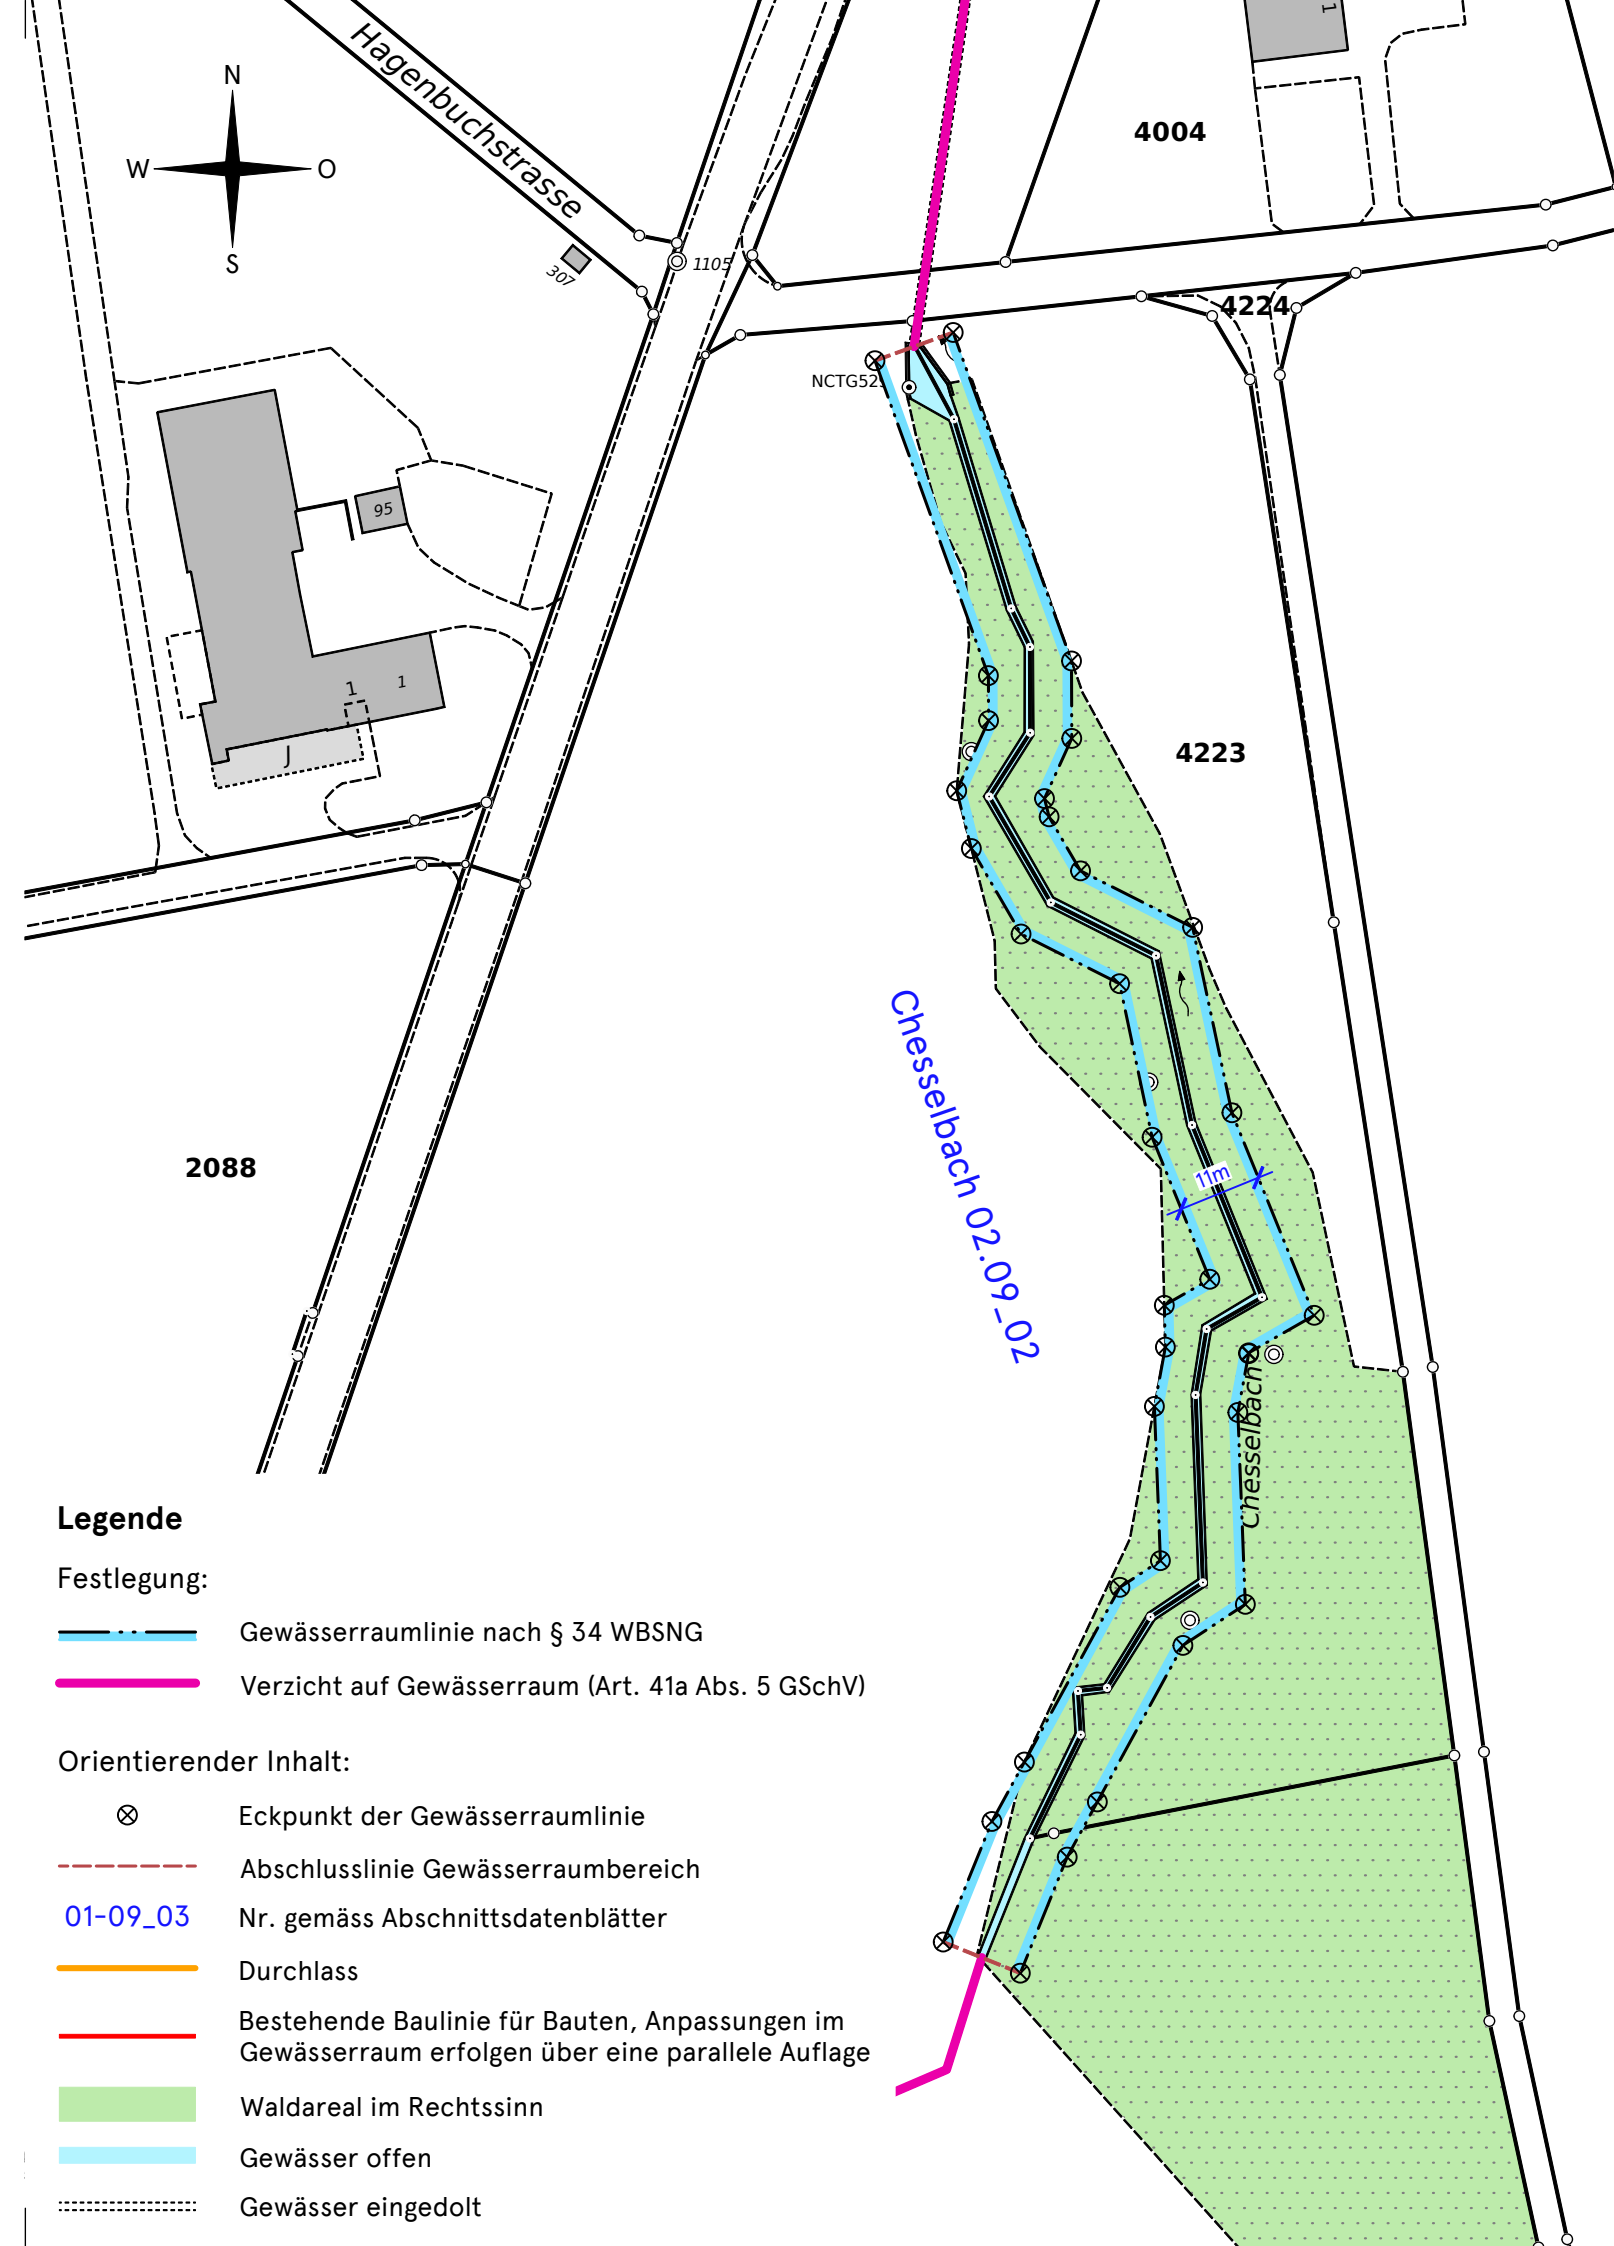 Hagenbuchstrasse
N
W
O
S
1
4004
1105
307
4224
NCTG52
95
1
1
J
4223
2088
Chesselbach 02.09_02
11m
Chesselbach
Legende
Festlegung:
Gewässerraumlinie nach § 34 WBSNG
Verzicht auf Gewässerraum (Art. 41a Abs. 5 GSchV)
Orientierender Inhalt:
Eckpunkt der Gewässerraumlinie
Abschlusslinie Gewässerraumbereich
01-09_03 Nr. gemäss Abschnittsdatenblätter
Durchlass
Bestehende Baulinie für Bauten, Anpassungen im
Gewässerraum erfolgen über eine parallele Auflage
Waldareal im Rechtssinn
Gewässer offen
Gewässer eingedolt